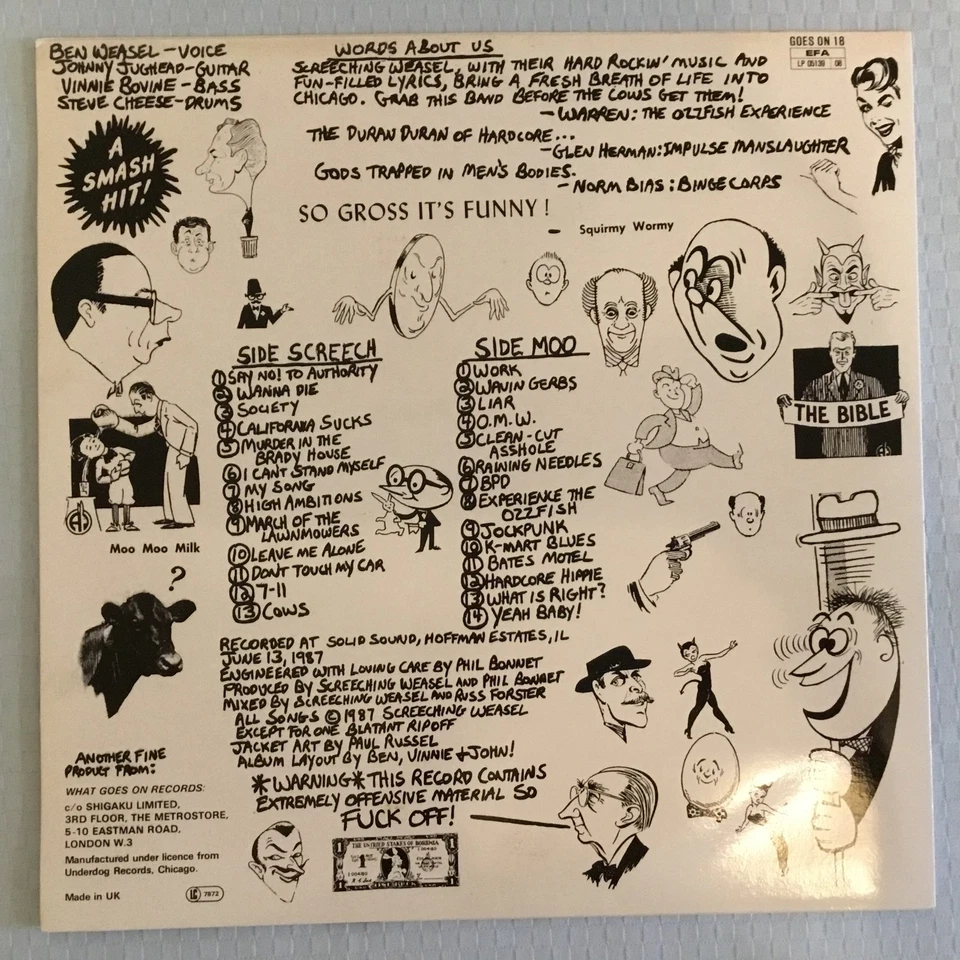 BEN WEASEL - VOICE
JOHNNY JUGHEAD - GUITAR
VINNIE BOVINE - BASS
STEVE CHEESE - DRUMS
WORDS ABOUT US
SCREECHING WEASEL, WITH THEIR HARD ROCKIN' MUSIC AND
FUN-FILLED LYRICS, BRING A FRESH BREATH OF LIFE INTO
CHICAGO. GRAB THIS BAND BEFORE THE COWS GET THEM!
- WARREN: THE OZZFISH EXPERIENCE
THE DURAN DURAN OF HARDCORE...
- GLEN HERMAN: IMPULSE MANSLAUGHTER
GODS TRAPPED IN MEN'S BODIES.
- NORM BIAS: BINGE CORPS
SO GROSS IT'S FUNNY!
- Squirmy Wormy
GOES ON 18
EFA
LP 05139 08
A
SMASH
HIT!
SIDE SCREECH
1 SAY NO! TO AUTHORITY
2 WANNA DIE
3 SOCIETY
4 CALIFORNIA SUCKS
5 MURDER IN THE
BRADY HOUSE
6 I CAN'T STAND MYSELF
7 MY SONG
8 HIGH AMBITIONS
9 MARCH OF THE
LAWNMOWERS
10 LEAVE ME ALONE
11 DON'T TOUCH MY CAR
12 7-11
13 COWS
SIDE MOO
1 WORK
2 WAVIN GERBS
3 LIAR
4 O.M.W.
5 CLEAN-CUT
ASSHOLE
6 RAINING NEEDLES
7 BPD
8 EXPERIENCE THE
OZZFISH
9 JOCKPUNK
10 K-MART BLUES
11 BATES MOTEL
12 HARDCORE HIPPIE
13 WHAT IS RIGHT?
14 YEAH BABY!
THE BIBLE
Moo Moo Milk
?
RECORDED AT SOLID SOUND, HOFFMAN ESTATES, IL
JUNE 13, 1987
ENGINEERED WITH LOVING CARE BY PHIL BONNET
PRODUCED BY SCREECHING WEASEL AND PHIL BONNET
MIXED BY SCREECHING WEASEL AND RUSS FORSTER
ALL SONGS © 1987 SCREECHING WEASEL
EXCEPT FOR ONE BLATANT RIPOFF
JACKET ART BY PAUL RUSSEL
ALBUM LAYOUT BY BEN, VINNIE + JOHN!
*WARNING* THIS RECORD CONTAINS
EXTREMELY OFFENSIVE MATERIAL SO
FUCK OFF!
ANOTHER FINE
PRODUCT FROM:
WHAT GOES ON RECORDS:
c/o SHIGAKU LIMITED,
3RD FLOOR, THE METROSTORE,
5-10 EASTMAN ROAD,
LONDON W.3
Manufactured under licence from
Underdog Records, Chicago.
Made in UK
LC 7972
THE UNITED STAKES OF BOHEMIA
1